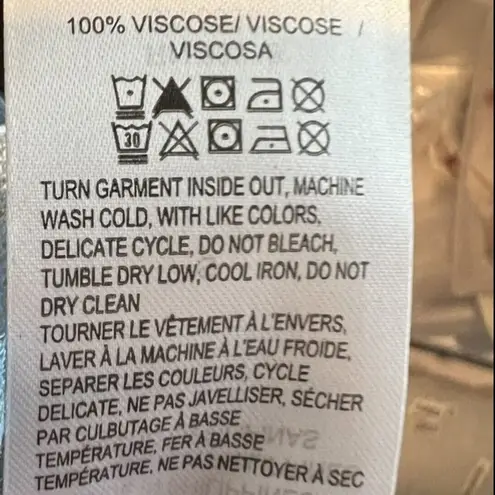 100% VISCOSE/ VISCOSE /
VISCOSA
30
TURN GARMENT INSIDE OUT, MACHINE
WASH COLD, WITH LIKE COLORS,
DELICATE CYCLE, DO NOT BLEACH,
TUMBLE DRY LOW, COOL IRON, DO NOT
DRY CLEAN
TOURNER LE VÊTEMENT À L'ENVERS,
LAVER À LA MACHINE À L'EAU FROIDE,
SEPARER LES COULEURS, CYCLE
DELICATE, NE PAS JAVELLISER, SÉCHER
PAR CULBUTAGE À BASSE
TEMPÉRATURE, FER À BASSE
TEMPÉRATURE, NE PAS NETTOYER À SEC